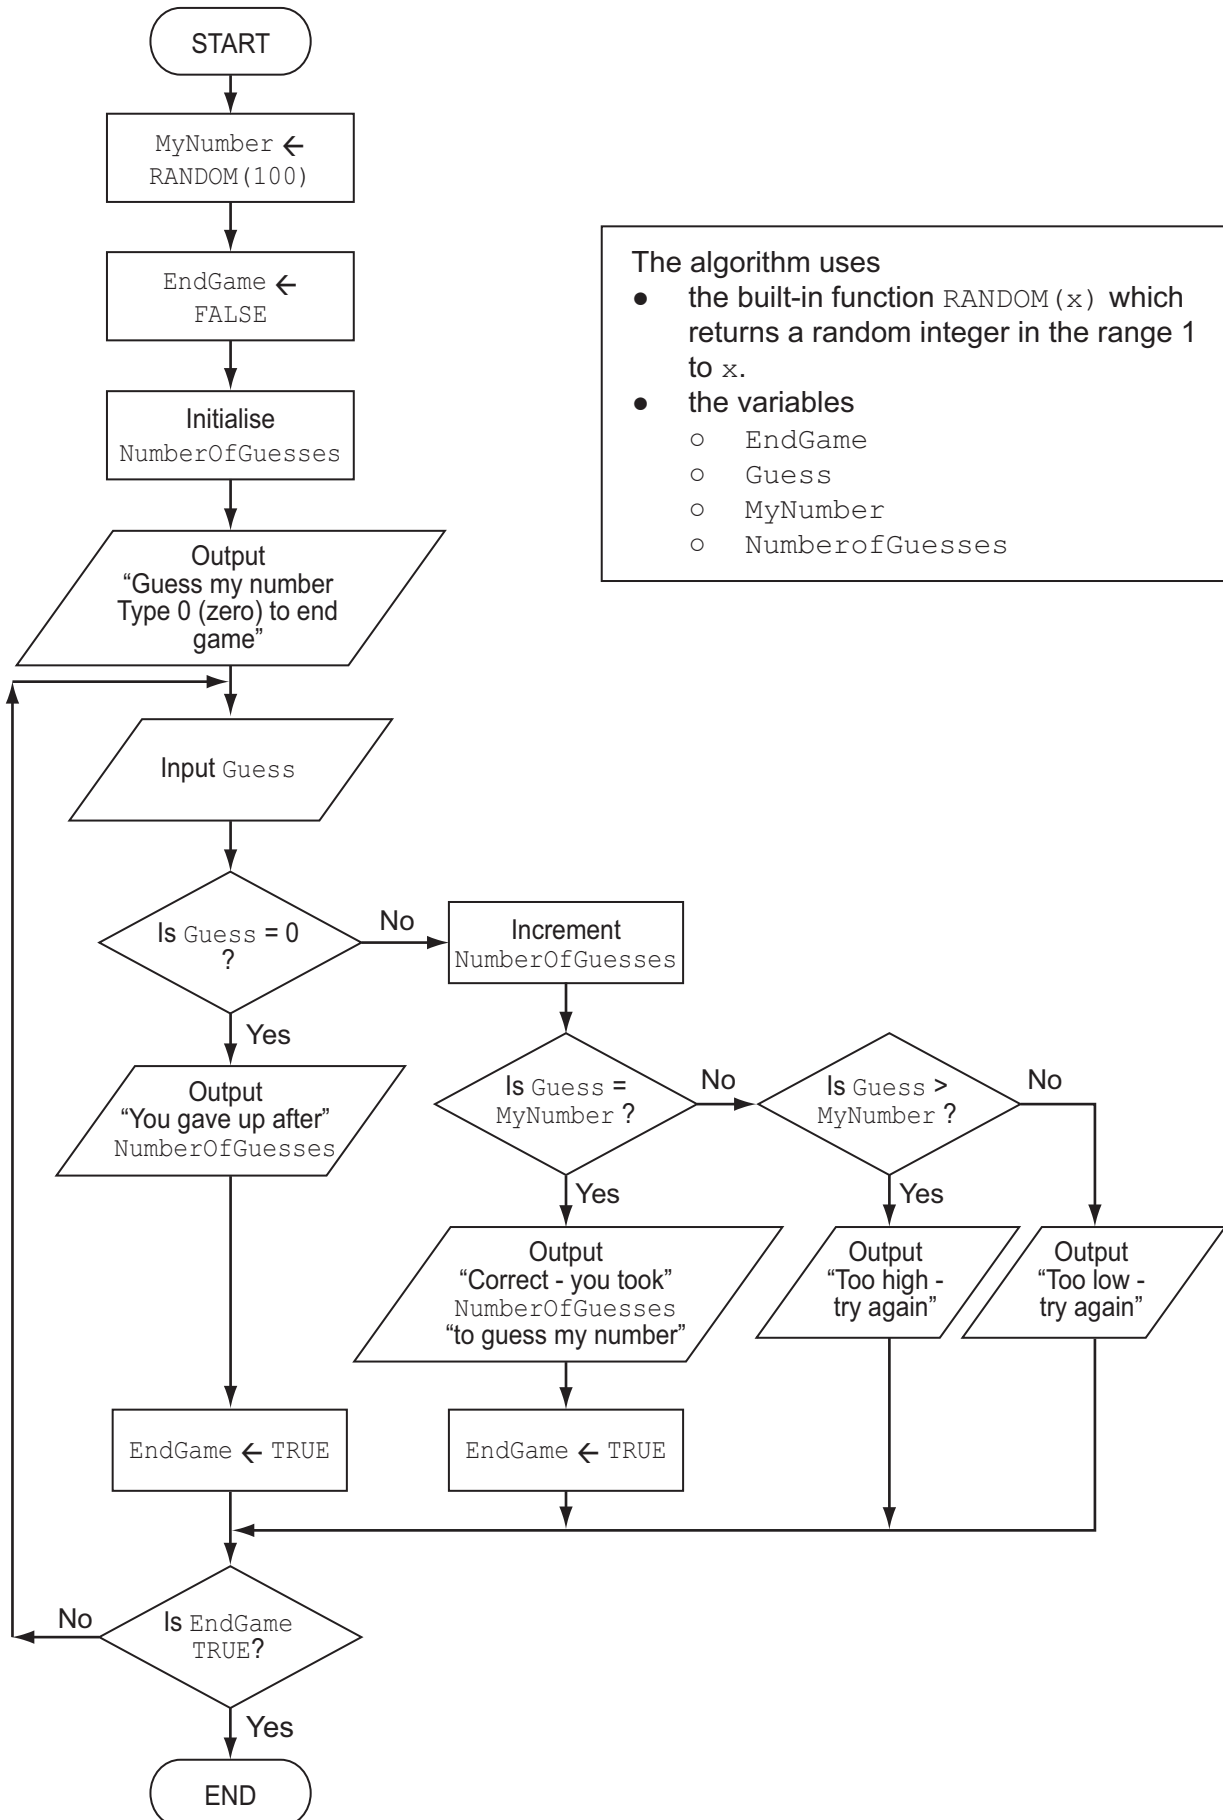 START
MyNumber ←
RANDOM(100)
EndGame ←
FALSE
Initialise
NumberOfGuesses
Output
“Guess my number
Type 0 (zero) to end
game”
The algorithm uses
● the built-in function RANDOM(x) which
returns a random integer in the range 1
to x.
● the variables
○ EndGame
○ Guess
○ MyNumber
○ NumberofGuesses
Input Guess
Is Guess = 0
?
No
Increment
NumberOfGuesses
Yes
Output
“You gave up after”
NumberOfGuesses
Is Guess =
MyNumber ?
No
Is Guess >
MyNumber ?
No
Yes
Yes
Output
“Correct - you took”
NumberOfGuesses
“to guess my number”
Output
“Too high -
try again”
Output
“Too low -
try again”
EndGame ← TRUE
EndGame ← TRUE
No
Is EndGame
TRUE?
Yes
END